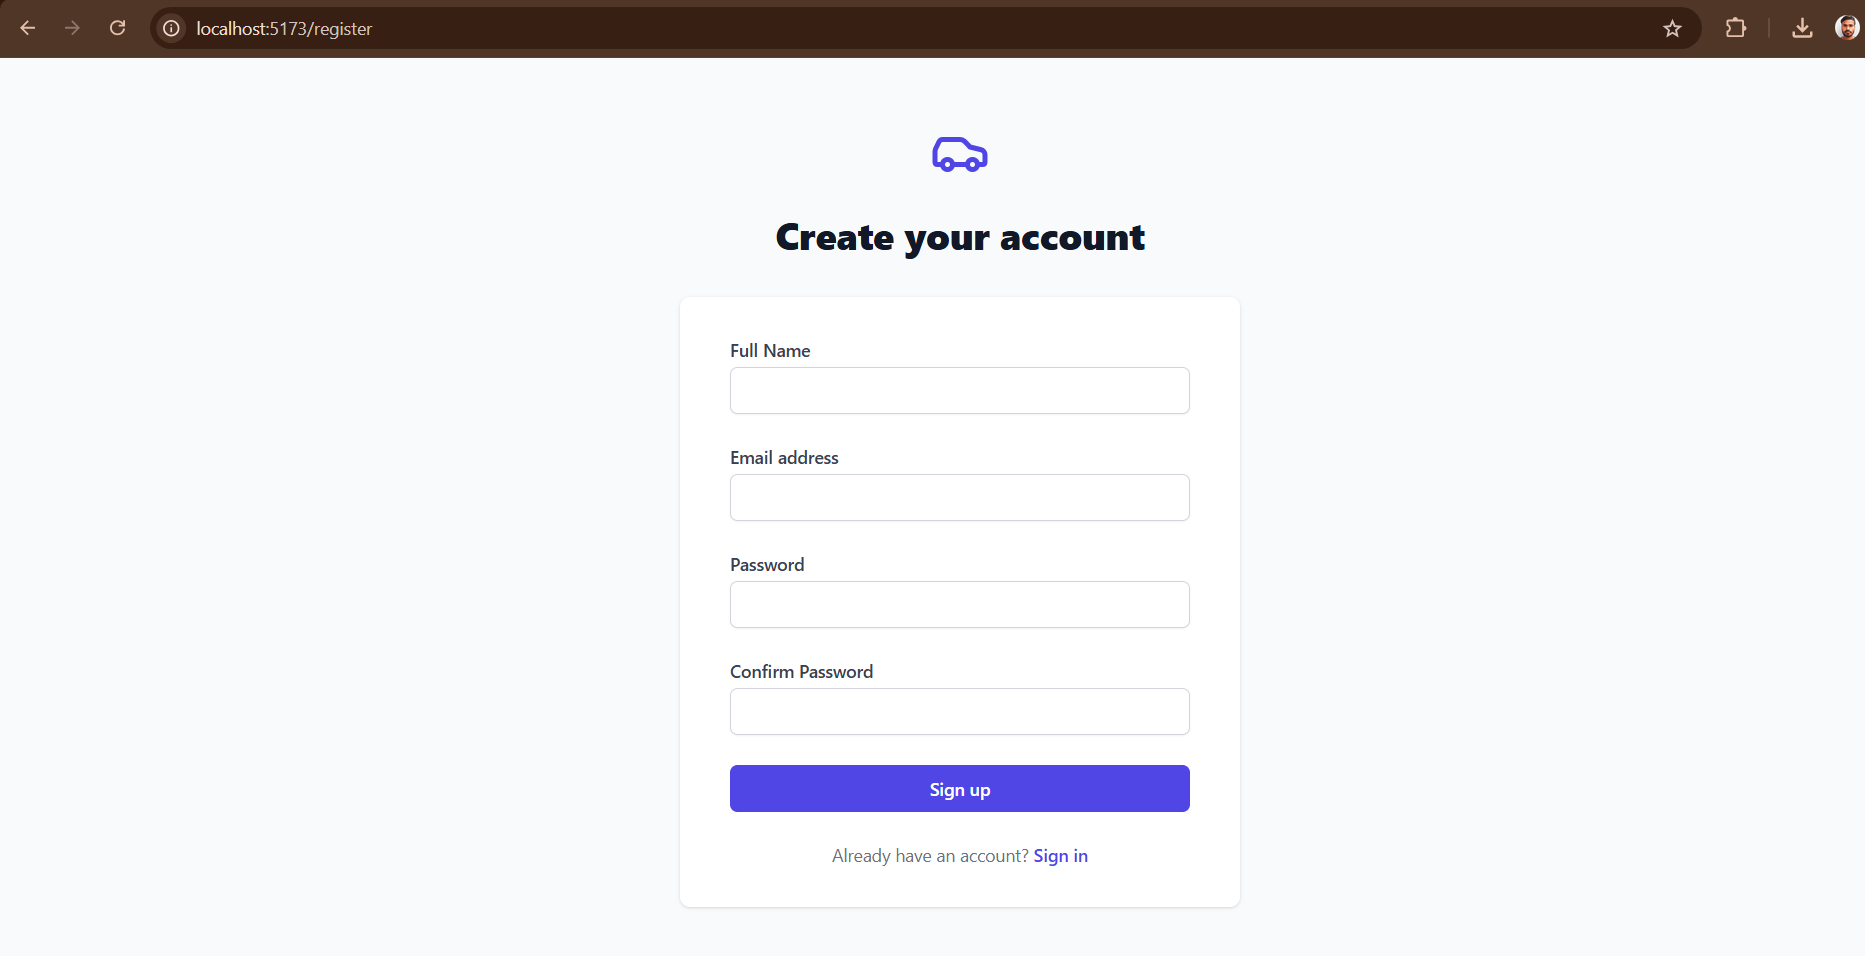 localhost:5173/register
Create your account
Full Name
Email address
Password
Confirm Password
Sign up
Already have an account? Sign in